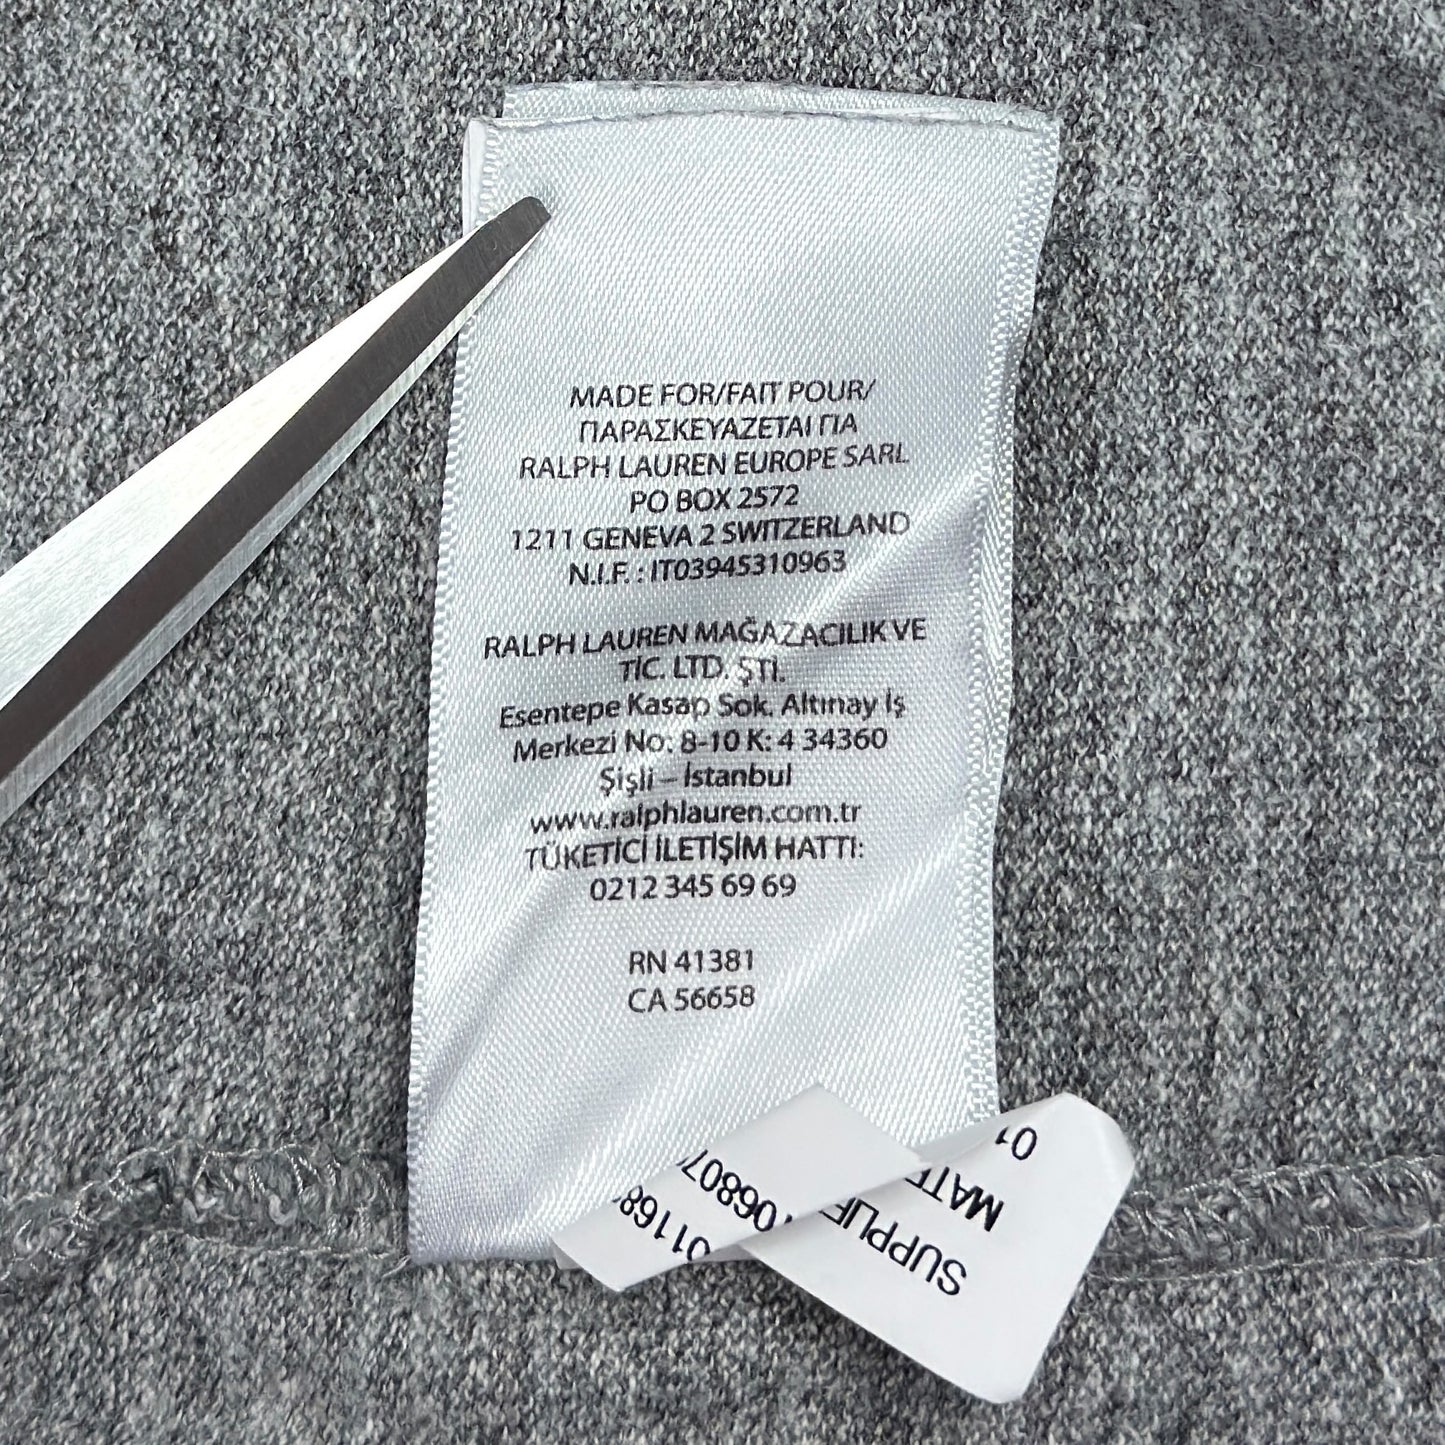 MADE FOR/FAIT POUR/
ΠΑΡΑΣΚΕΥΑΖΕΤΑΙ ΓΙΑ
RALPH LAUREN EUROPE SARL
PO BOX 2572
1211 GENEVA 2 SWITZERLAND
N.I.F. : IT03945310963
RALPH LAUREN MAĞAZACILIK VE
TİC. LTD. ŞTİ.
Esentepe Kasap Sok. Altınay İş
Merkezi No: 8-10 K: 4 34360
Şişli – İstanbul
www.ralphlauren.com.tr
TÜKETİCİ İLETİŞİM HATTI:
0212 345 69 69
RN 41381
CA 56658